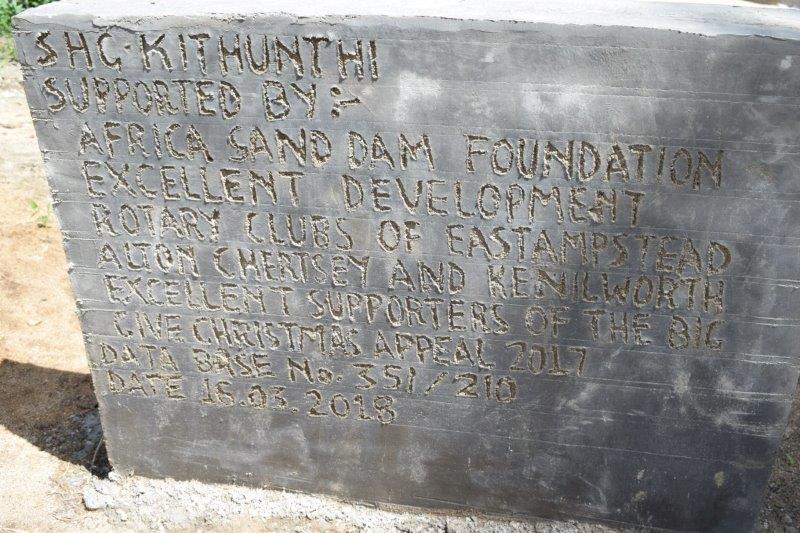 SHG-KITHUNTHI
SUPPORTED BY:-
AFRICA SAND DAM FOUNDATION
EXCELLENT DEVELOPMENT
ROTARY CLUBS OF EASTAMPSTEAD
ALTON CHERTSEY AND KENILWORTH
EXCELLENT SUPPORTERS OF THE BIG
GIVE CHRISTMAS APPEAL 2017
DATA BASE No. 351/210
DATE 15.03.2018